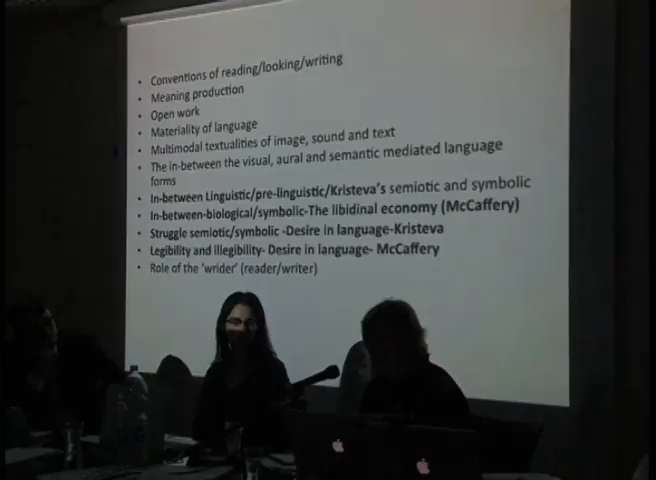 • Conventions of reading/looking/writing
• Meaning production
• Open work
• Materiality of language
• Multimodal textualities of image, sound and text
• The in-between the visual, aural and semantic mediated language
forms
• In-between Linguistic/pre-linguistic/Kristeva's semiotic and symbolic
• In-between-biological/symbolic-The libidinal economy (McCaffery)
• Struggle semiotic/symbolic -Desire in language-Kristeva
• Legibility and illegibility- Desire in language- McCaffery
• Role of the 'wrider' (reader/writer)